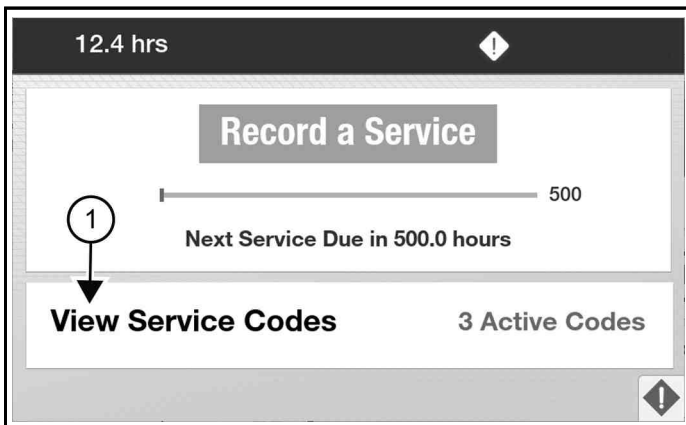 12.4 hrs
Record a Service
500
Next Service Due in 500.0 hours
1
View Service Codes
3 Active Codes